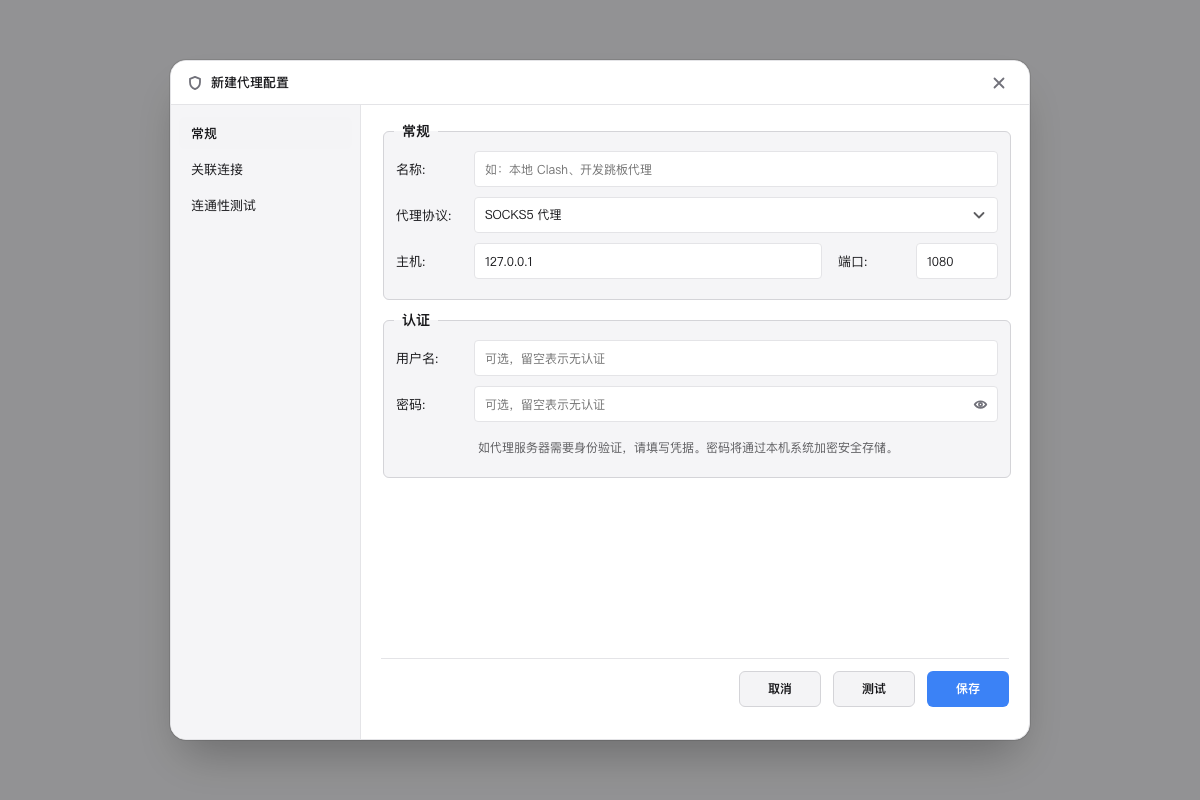 新建代理配置
常规
关联连接
连通性测试
常规
名称: 如：本地 Clash、开发跳板代理
代理协议: SOCKS5 代理
主机: 127.0.0.1 端口: 1080
认证
用户名: 可选，留空表示无认证
密码: 可选，留空表示无认证
如代理服务器需要身份验证，请填写凭据。密码将通过本机系统加密安全存储。
取消 测试 保存